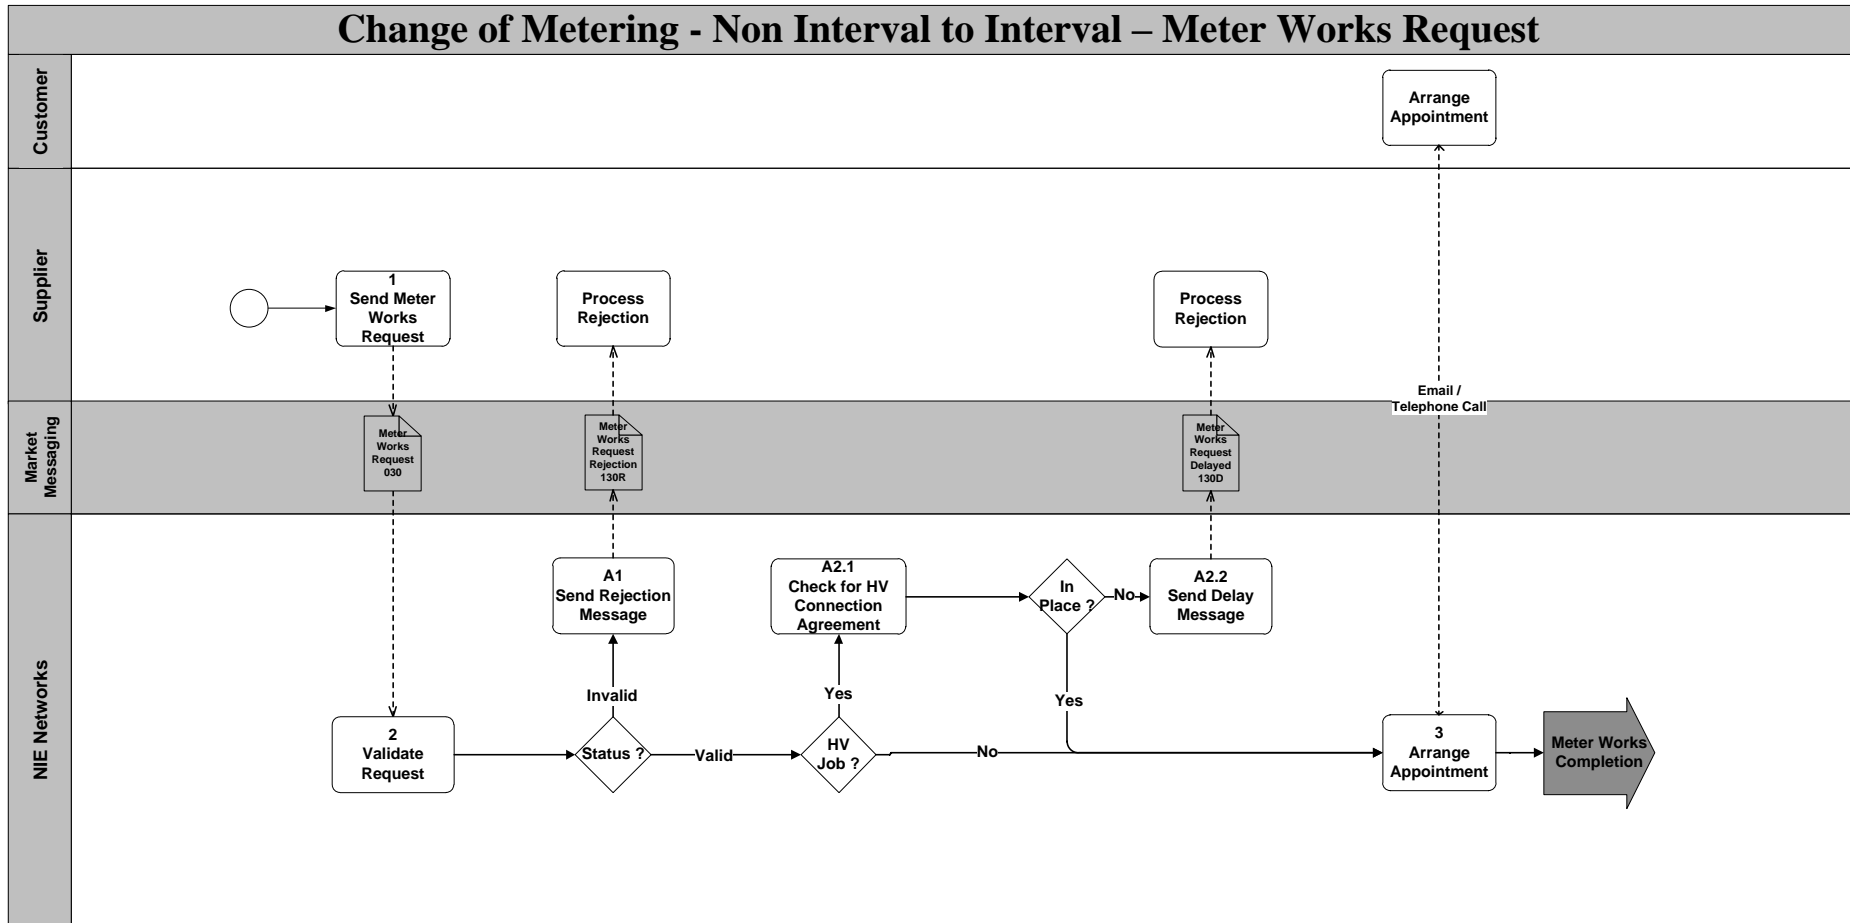 Change of Metering - Non Interval to Interval – Meter Works Request
Customer
Arrange
Appointment
Supplier
1
Send Meter
Works
Request
Process
Rejection
Process
Rejection
Email /
Telephone Call
Market
Messaging
Meter
Works
Request
030
Meter
Works
Request
Rejection
130R
Meter
Works
Request
Delayed
130D
NIE Networks
A1
Send Rejection
Message
A2.1
Check for HV
Connection
Agreement
In
Place ?
No
A2.2
Send Delay
Message
Invalid
Yes
Yes
2
Validate
Request
Status ?
Valid
HV
Job ?
No
3
Arrange
Appointment
Meter Works
Completion